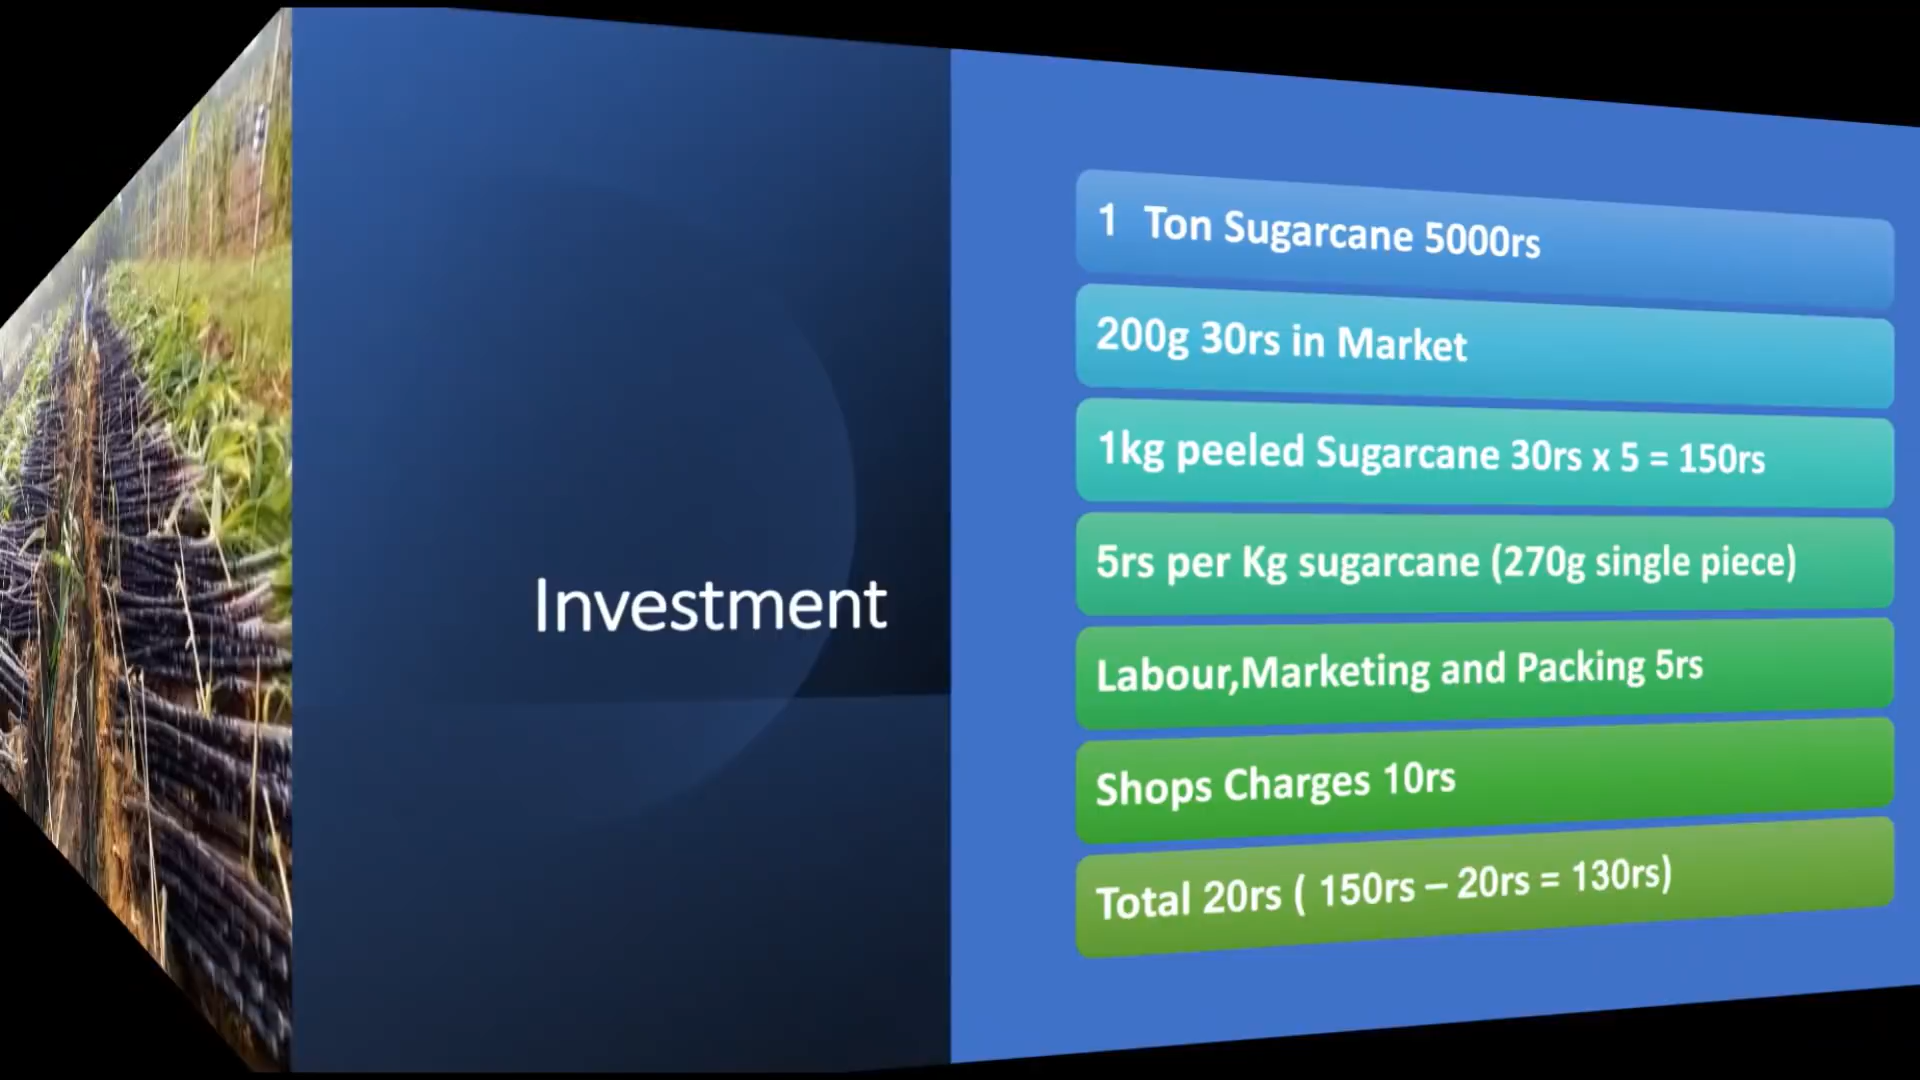 Investment
1 Ton Sugarcane 5000rs
200g 30rs in Market
1kg peeled Sugarcane 30rs x 5 = 150rs
5rs per Kg sugarcane (270g single piece)
Labour,Marketing and Packing 5rs
Shops Charges 10rs
Total 20rs ( 150rs – 20rs = 130rs)